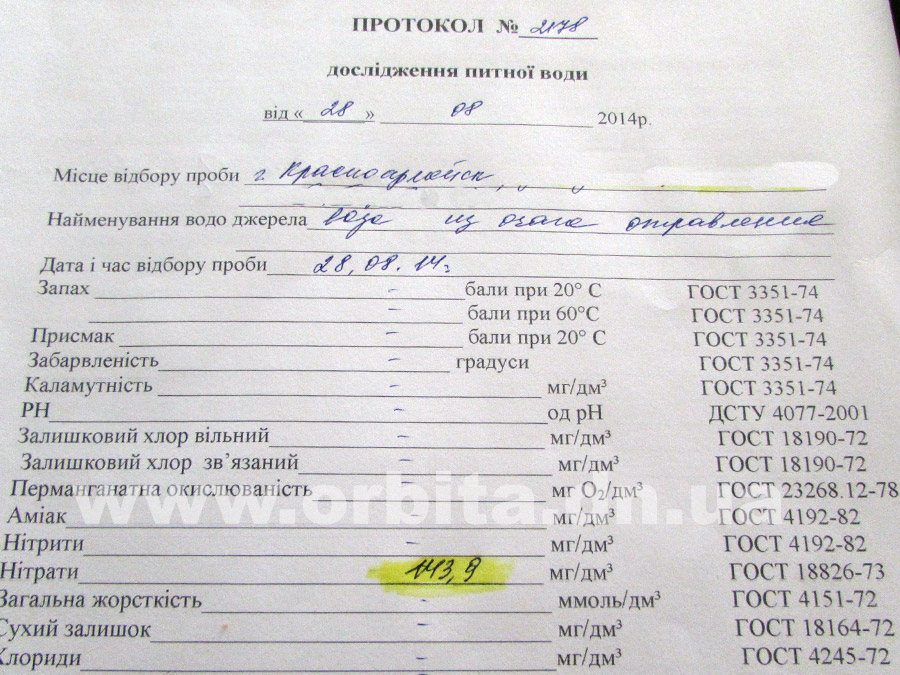 ПРОТОКОЛ № 2178
дослідження питної води
від « 28 » 08 2014р.
Місце відбору проби г. Красноармейск,
Найменування водо джерела вода из очага отравления
Дата і час відбору проби 28,08.14г.
Запах - бали при 20° С ГОСТ 3351-74
- бали при 60°С ГОСТ 3351-74
Присмак - бали при 20° С ГОСТ 3351-74
Забарвленість - градуси ГОСТ 3351-74
Каламутність - мг/дм³ ГОСТ 3351-74
РН - од рН ДСТУ 4077-2001
Залишковий хлор вільний - мг/дм³ ГОСТ 18190-72
Залишковий хлор зв’язаний - мг/дм³ ГОСТ 18190-72
Перманганатна окислюваність - мг О₂/дм³ ГОСТ 23268.12-78
www.orbita.dn.ua
Аміак - мг/дм³ ГОСТ 4192-82
Нітрити - мг/дм³ ГОСТ 4192-82
Нітрати 143,9 мг/дм³ ГОСТ 18826-73
Загальна жорсткість - ммоль/дм³ ГОСТ 4151-72
Сухий залишок - мг/дм³ ГОСТ 18164-72
Хлориди - мг/дм³ ГОСТ 4245-72